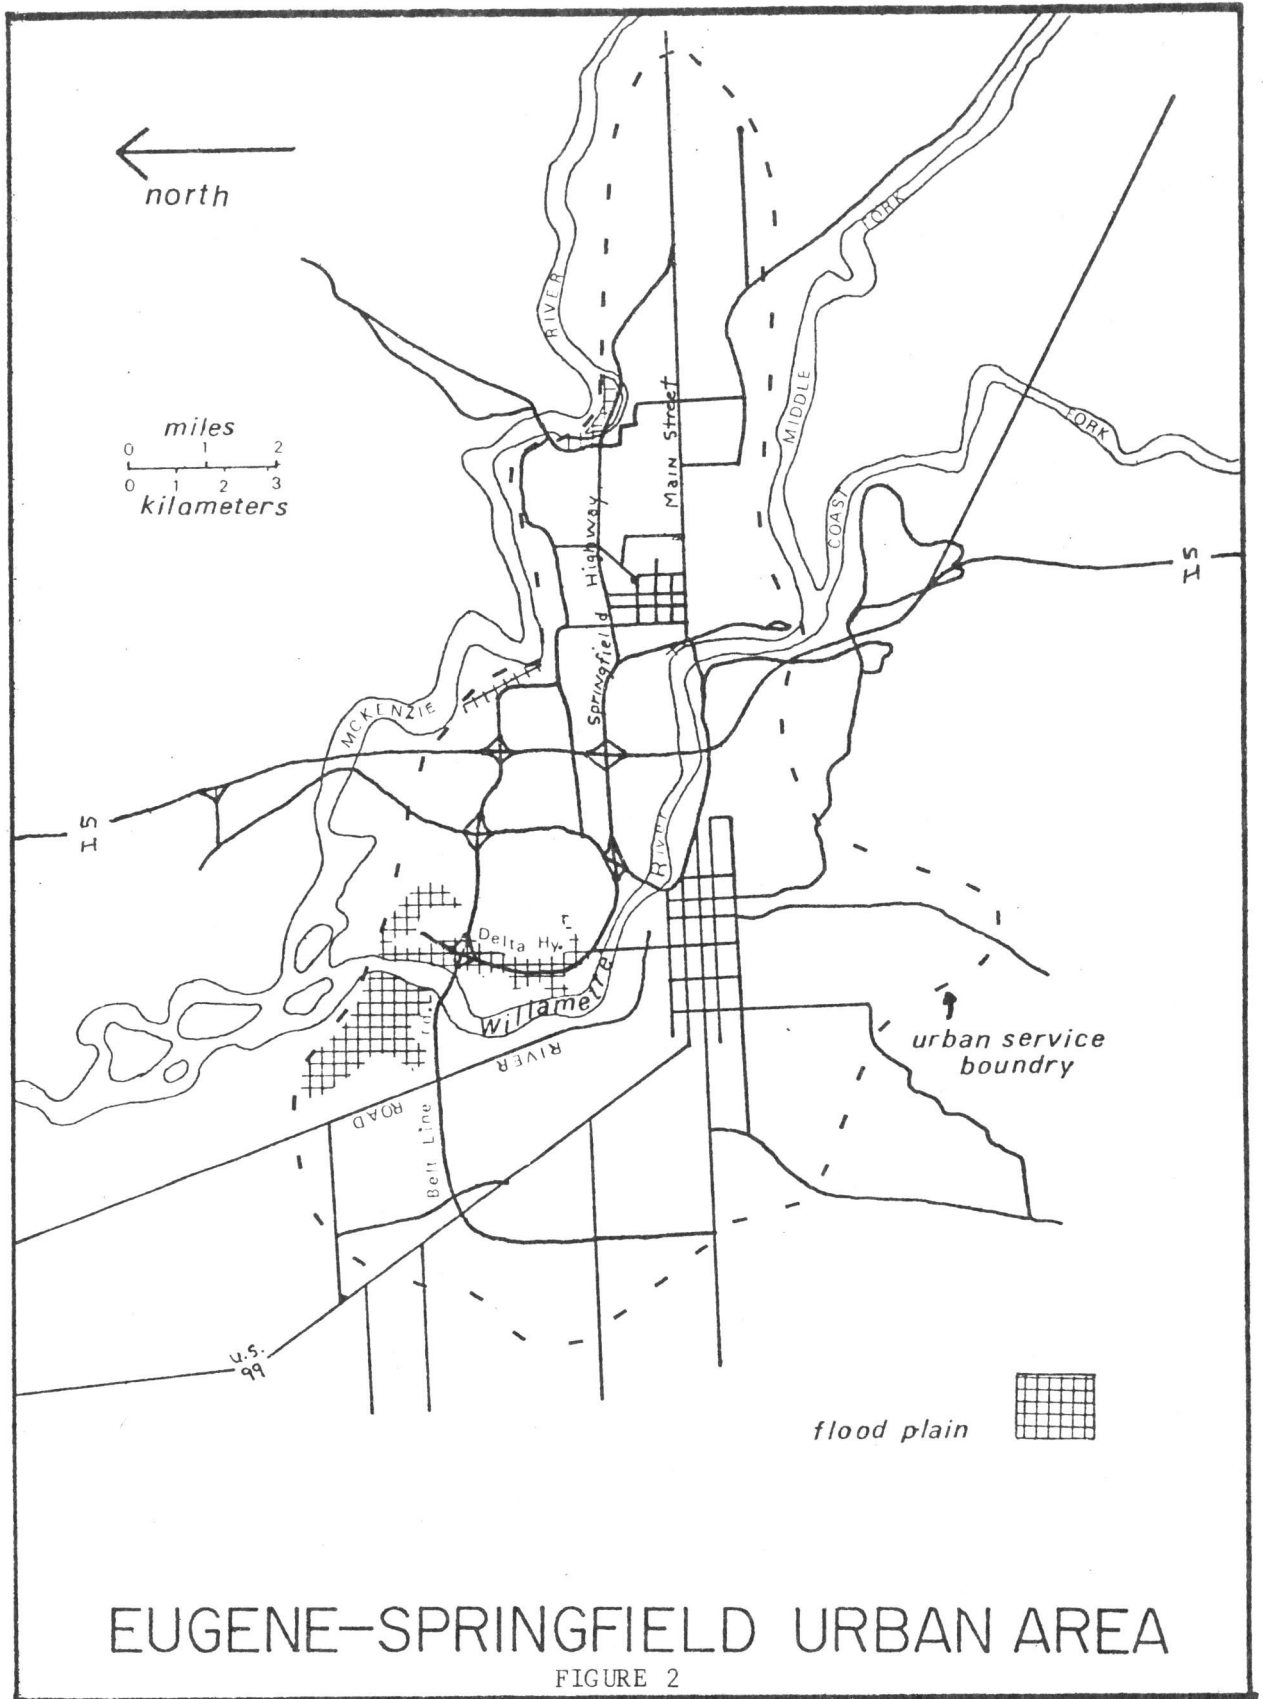 north
RIVER
FORK
miles
0 1 2
0 1 2 3
kilometers
MIDDLE
Main Street
FORK
COAST
Springfield Highway
I5
MCKENZIE
I5
River
Delta Hy.
Willamette
urban service
boundry
RIVER
ROAD
Belt Line rd.
U.S.
99
flood plain
EUGENE—SPRINGFIELD URBAN AREA
FIGURE 2